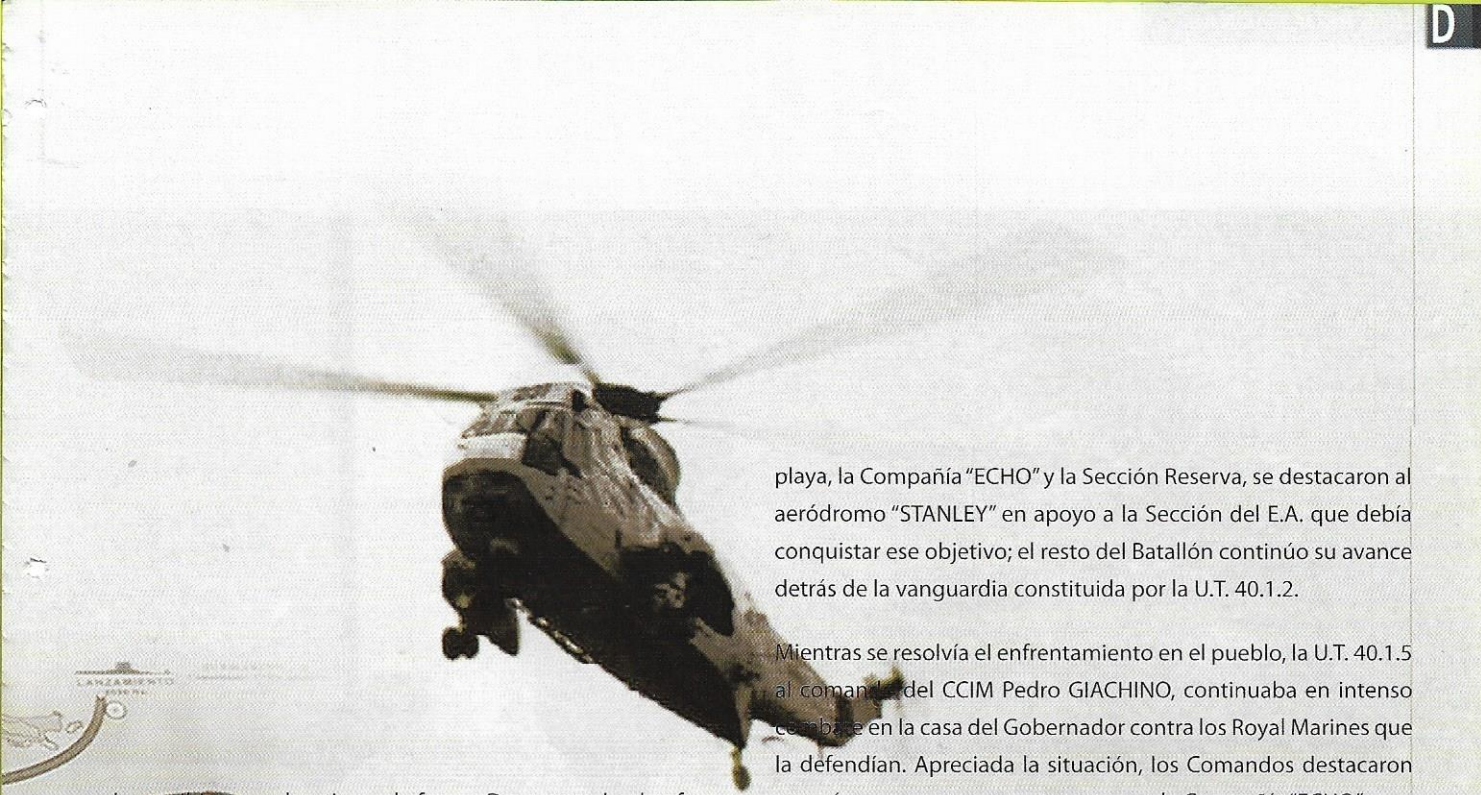 D
playa, la Compañía “ECHO” y la Sección Reserva, se destacaron al
aeródromo “STANLEY” en apoyo a la Sección del E.A. que debía
conquistar ese objetivo; el resto del Batallón continúo su avance
detrás de la vanguardia constituida por la U.T. 40.1.2.
Mientras se resolvía el enfrentamiento en el pueblo, la U.T. 40.1.5
al comando del CCIM Pedro GIACHINO, continuaba en intenso
combate en la casa del Gobernador contra los Royal Marines que
la defendían. Apreciada la situación, los Comandos destacaron
LANZAMIENTO